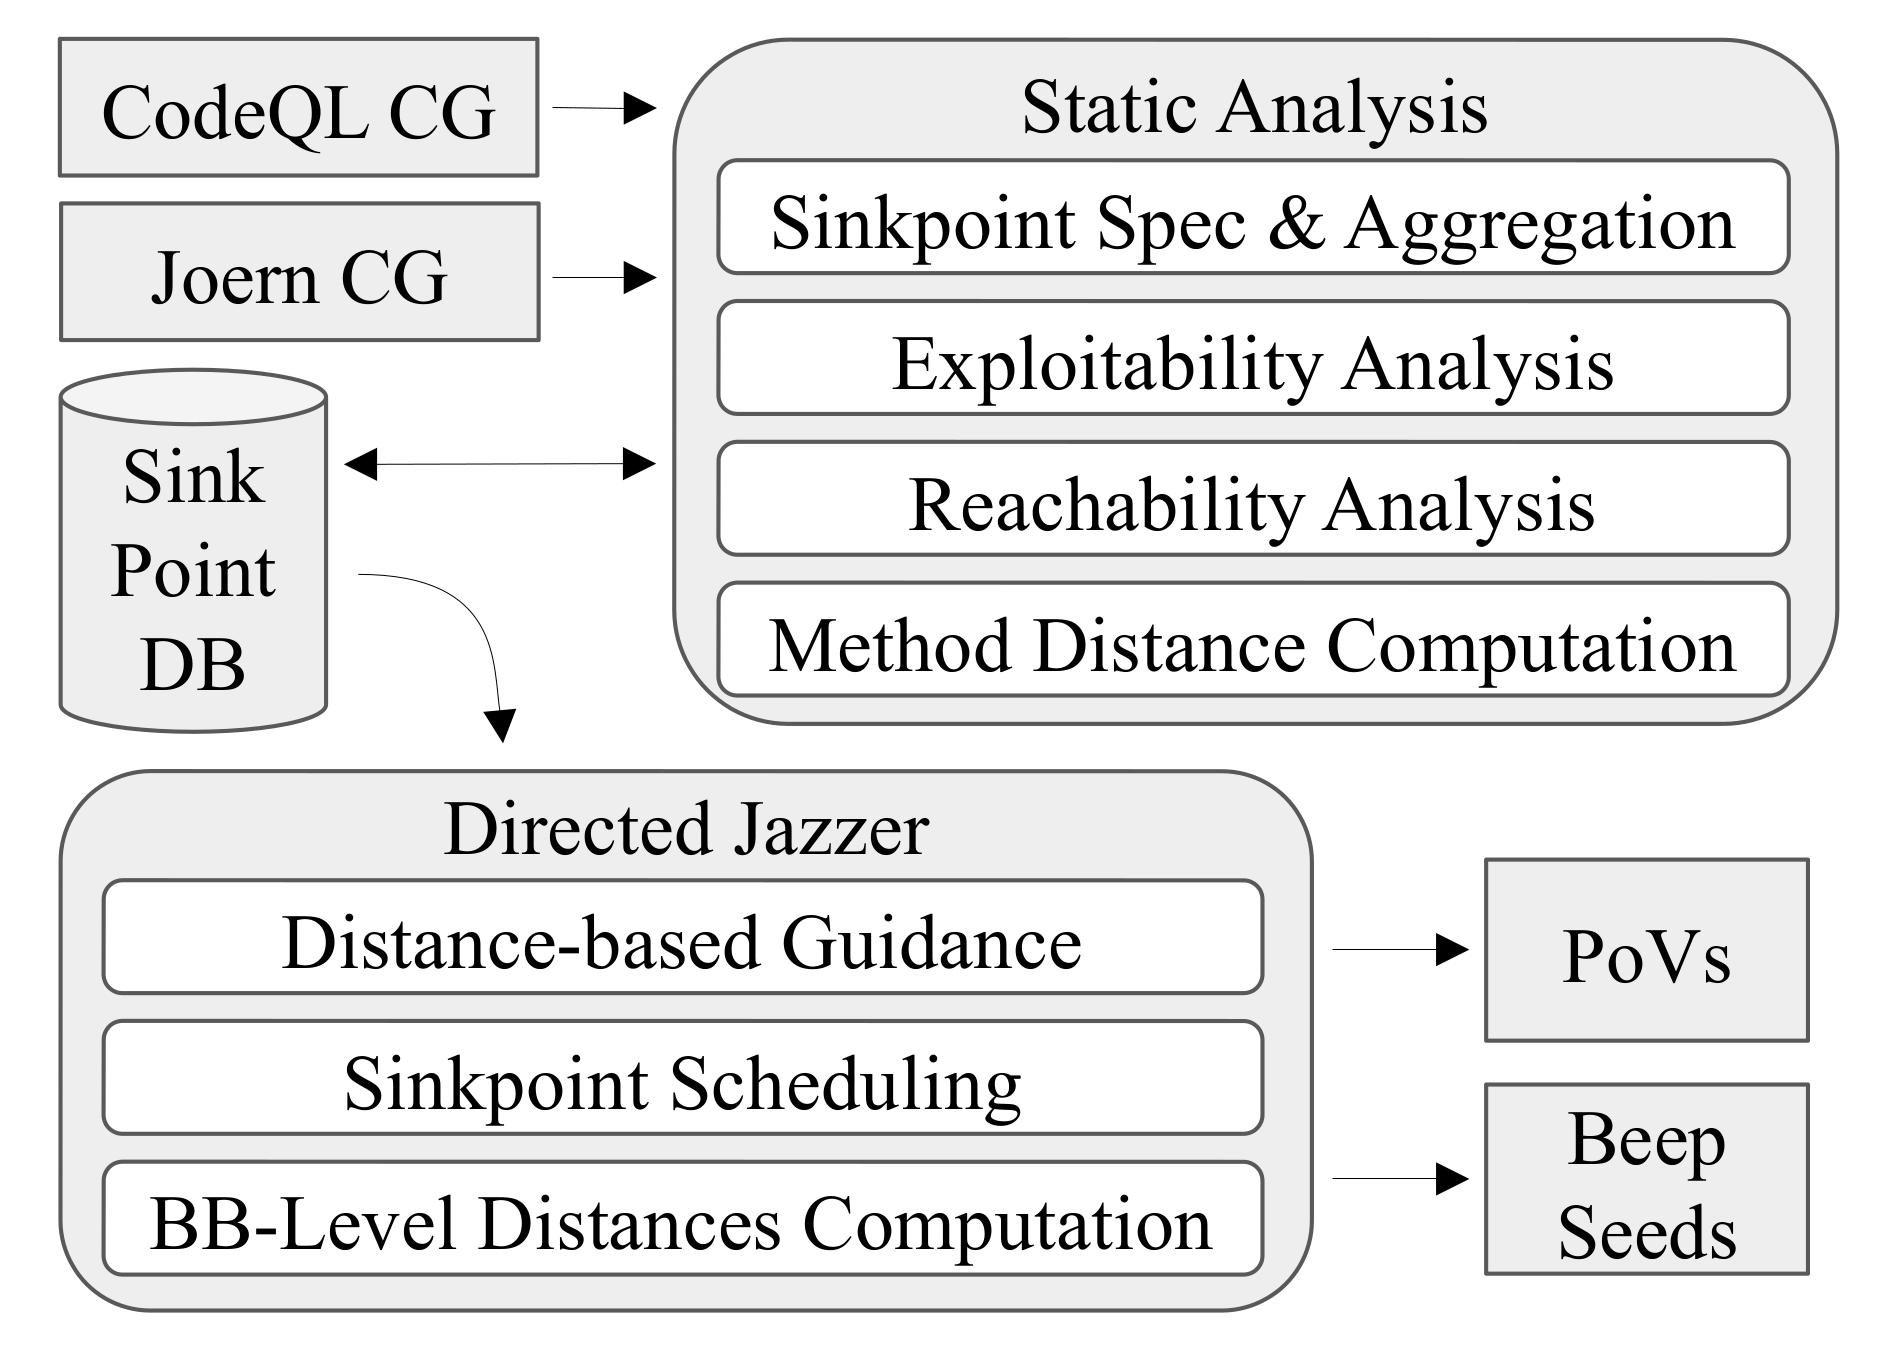 CodeQL CG
Joern CG
Sink
Point
DB
Static Analysis
Sinkpoint Spec & Aggregation
Exploitability Analysis
Reachability Analysis
Method Distance Computation
Directed Jazzer
Distance-based Guidance
Sinkpoint Scheduling
BB-Level Distances Computation
PoVs
Beep
Seeds